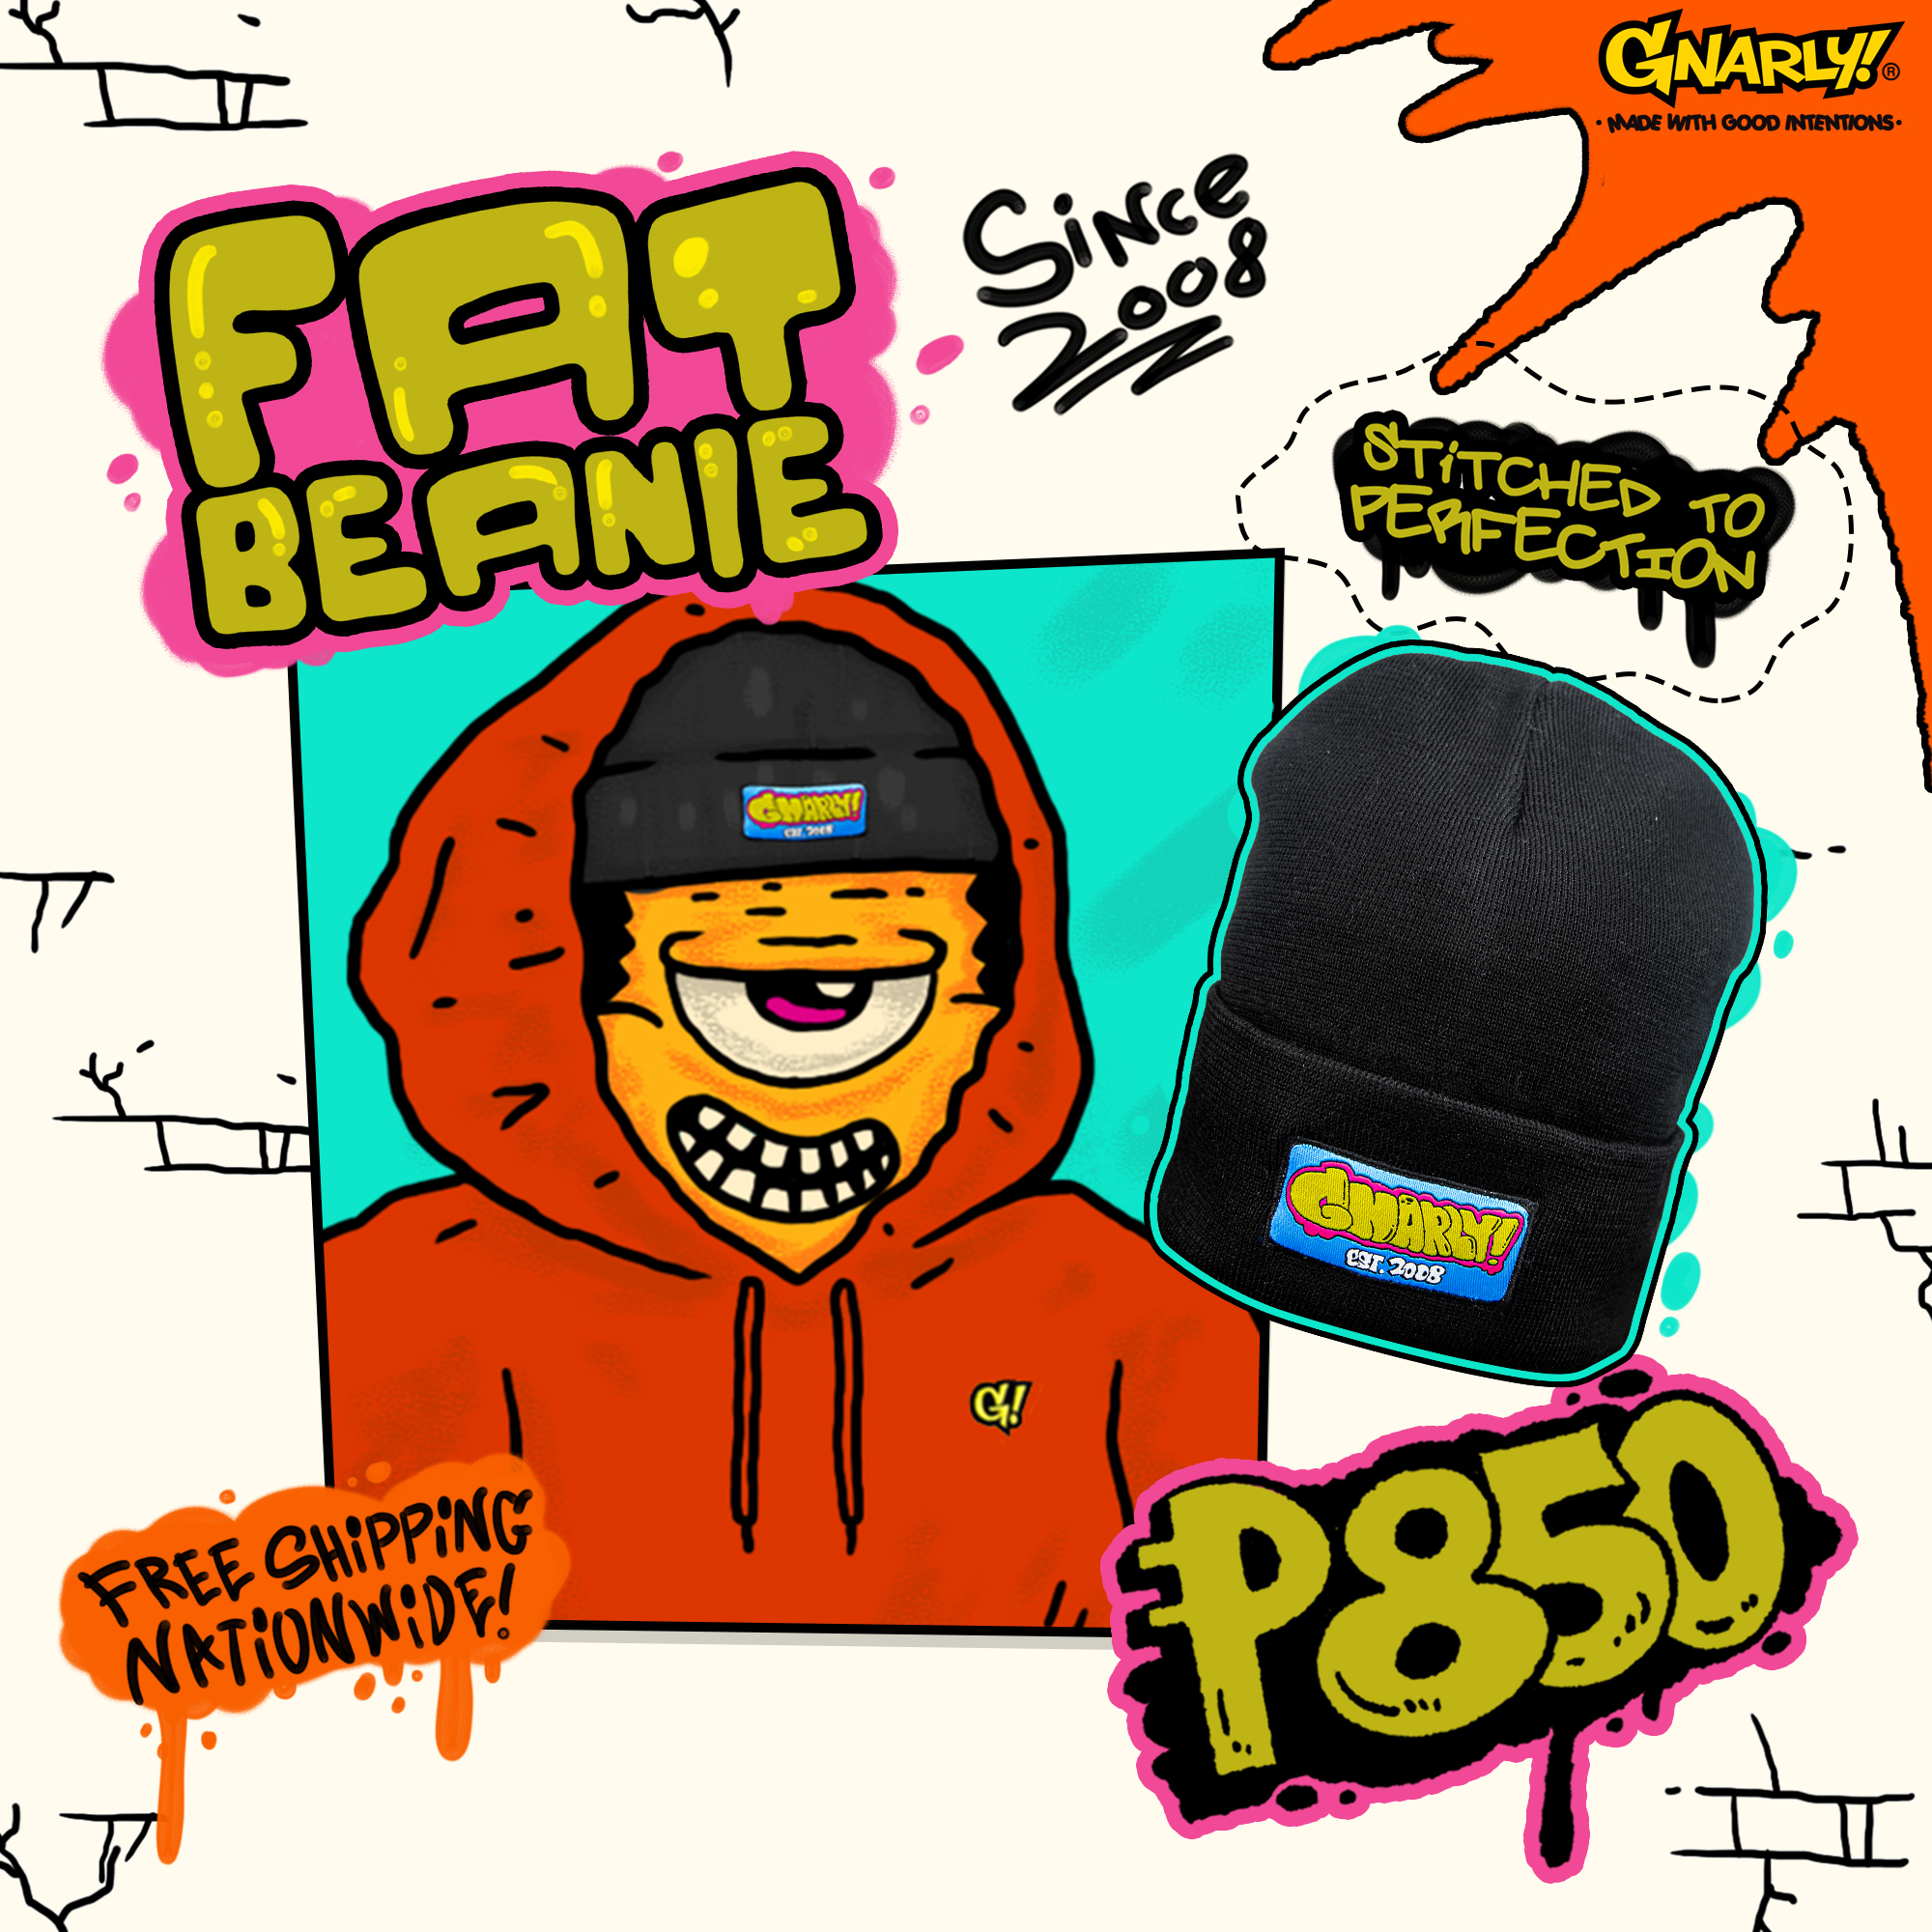 GNARLY!®
• MADE WITH GOOD INTENTIONS •
FAT
BEANIE
Since
2008
STiTCHED TO
PERFECTION
GNARLY!
EST. 2008
GNARLY!
EST. 2008
G!
₱850
FREE SHiPPiNG
NATiONWiDE!